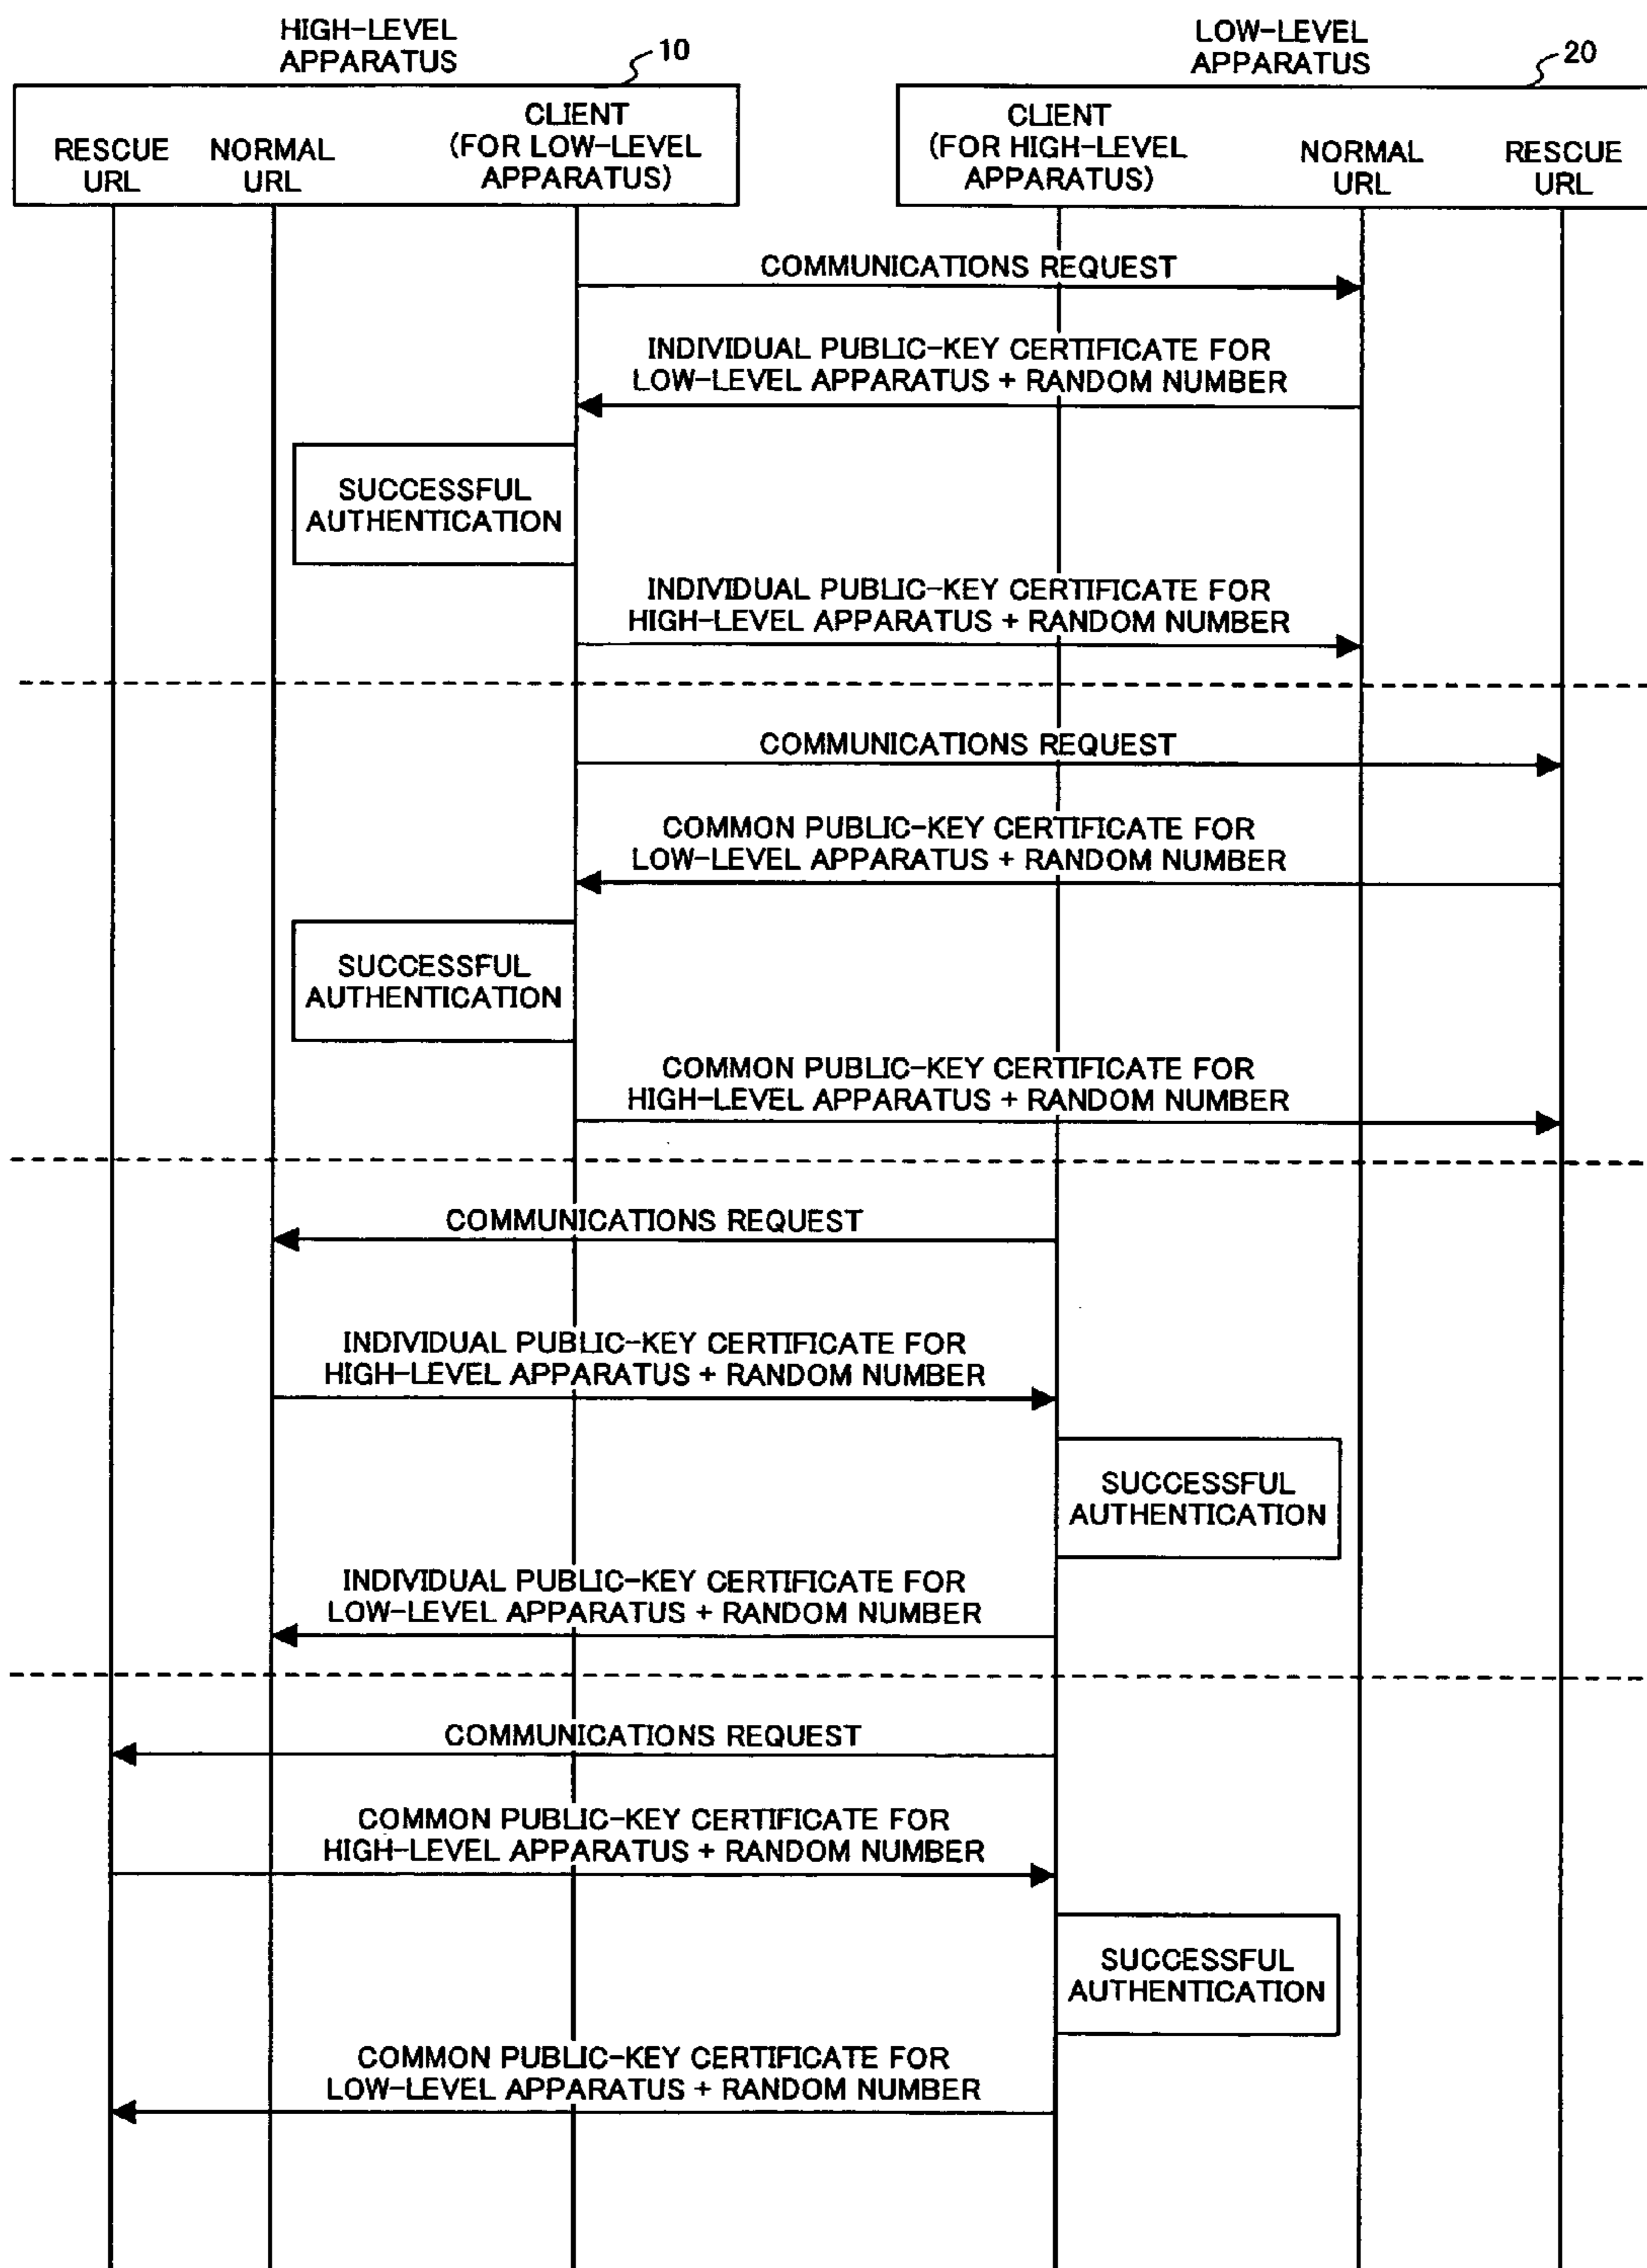 HIGH-LEVEL
APPARATUS
10
LOW-LEVEL
APPARATUS
20
RESCUE
URL
NORMAL
URL
CLIENT
(FOR LOW-LEVEL
APPARATUS)
CLIENT
(FOR HIGH-LEVEL
APPARATUS)
NORMAL
URL
RESCUE
URL
COMMUNICATIONS REQUEST
INDIVIDUAL PUBLIC-KEY CERTIFICATE FOR
LOW-LEVEL APPARATUS + RANDOM NUMBER
SUCCESSFUL
AUTHENTICATION
INDIVIDUAL PUBLIC-KEY CERTIFICATE FOR
HIGH-LEVEL APPARATUS + RANDOM NUMBER
COMMUNICATIONS REQUEST
COMMON PUBLIC-KEY CERTIFICATE FOR
LOW-LEVEL APPARATUS + RANDOM NUMBER
SUCCESSFUL
AUTHENTICATION
COMMON PUBLIC-KEY CERTIFICATE FOR
HIGH-LEVEL APPARATUS + RANDOM NUMBER
COMMUNICATIONS REQUEST
INDIVIDUAL PUBLIC-KEY CERTIFICATE FOR
HIGH-LEVEL APPARATUS + RANDOM NUMBER
SUCCESSFUL
AUTHENTICATION
INDIVIDUAL PUBLIC-KEY CERTIFICATE FOR
LOW-LEVEL APPARATUS + RANDOM NUMBER
COMMUNICATIONS REQUEST
COMMON PUBLIC-KEY CERTIFICATE FOR
HIGH-LEVEL APPARATUS + RANDOM NUMBER
SUCCESSFUL
AUTHENTICATION
COMMON PUBLIC-KEY CERTIFICATE FOR
LOW-LEVEL APPARATUS + RANDOM NUMBER